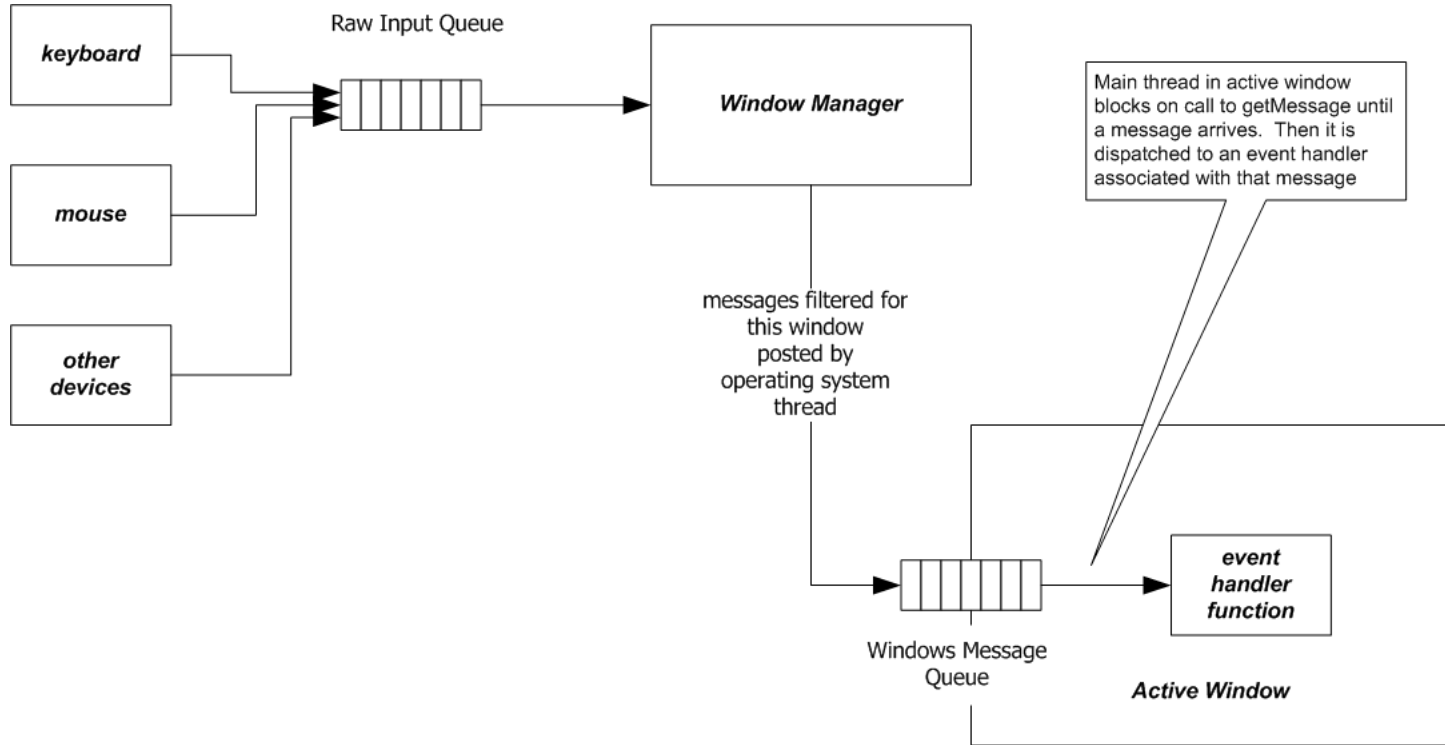 keyboard
Raw Input Queue
Window Manager
mouse
other
devices
Main thread in active window
blocks on call to getMessage until
a message arrives.  Then it is
dispatched to an event handler
associated with that message
messages filtered for
this window
posted by
operating system
thread
Windows Message
Queue
event
handler
function
Active Window